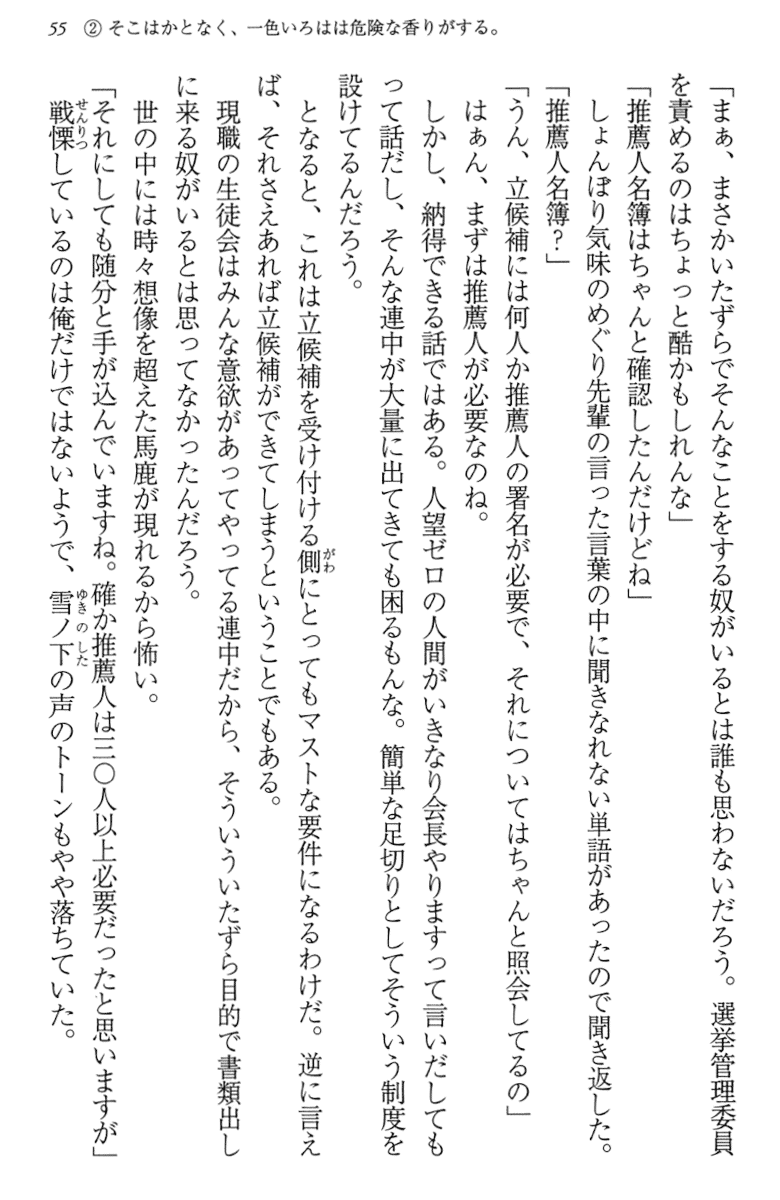 55 ② そこはかとなく、一色いろはは危険な香りがする。
「まぁ、まさかいたずらでそんなことをする奴がいるとは誰も思わないだろう。選挙管理委員
を責めるのはちょっと酷かもしれんな」
「推薦人名簿はちゃんと確認したんだけどね」
しょんぼり気味のめぐり先輩の言った言葉の中に聞きなれない単語があったので聞き返した。
「推薦人名簿？」
「うん、立候補には何人か推薦人の署名が必要で、それについてはちゃんと照会してるの」
はぁん、まずは推薦人が必要なのね。
しかし、納得できる話ではある。人望ゼロの人間がいきなり会長やりますって言いだしても
って話だし、そんな連中が大量に出てきても困るもんな。簡単な足切りとしてそういう制度を
設けてるんだろう。
となると、これは立候補を受け付ける側にとってもマストな要件になるわけだ。逆に言え
ば、それさえあれば立候補ができてしまうということでもある。
現職の生徒会はみんな意欲があってやってる連中だから、そういういたずら目的で書類出し
に来る奴がいるとは思ってなかったんだろう。
世の中には時々想像を超えた馬鹿が現れるから怖い。
「それにしても随分と手が込んでいますね。確か推薦人は三〇人以上必要だったと思いますが」
戦慄しているのは俺だけではないようで、雪ノ下の声のトーンもやや落ちていた。